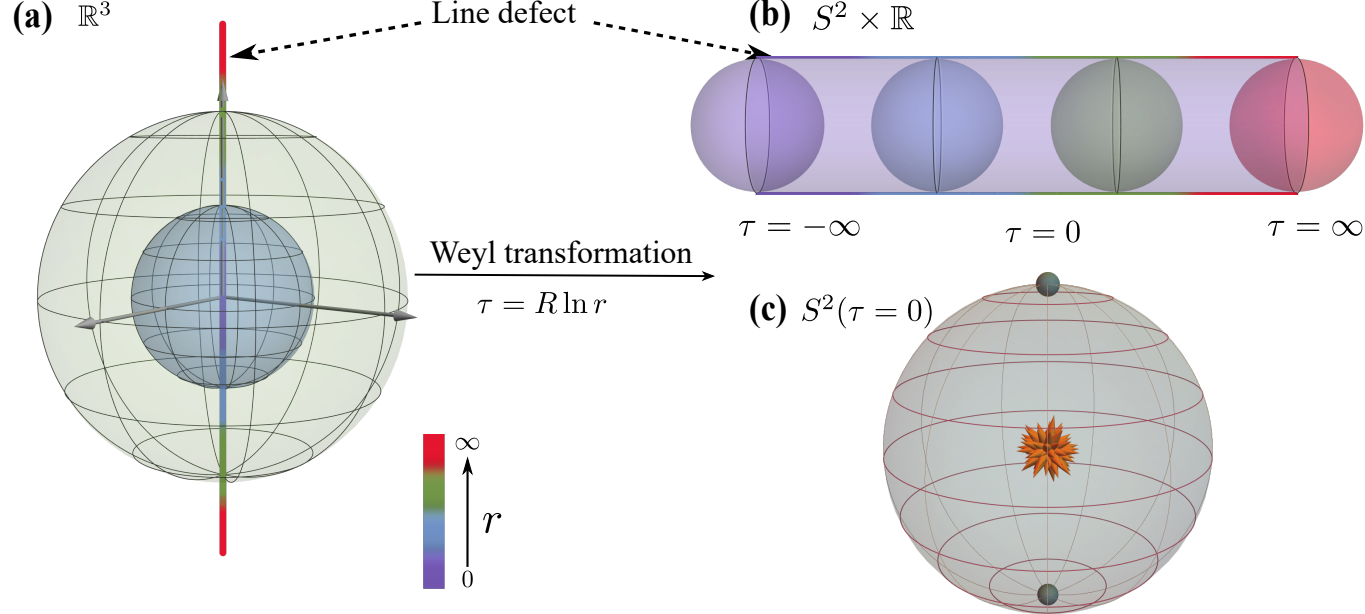 (a) ℝ³
Line defect
(b) S² × ℝ
τ = −∞
τ = 0
τ = ∞
Weyl transformation
τ = R ln r
(c) S²(τ = 0)
∞
r
0